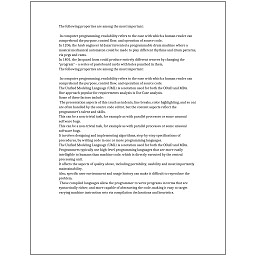 The following properties are among the most important:

In computer programming, readability refers to the ease with which a human reader can
comprehend the purpose, control flow, and operation of source code.
In 1206, the Arab engineer Al-Jazari invented a programmable drum machine where a
musical mechanical automaton could be made to play different rhythms and drum patterns,
via pegs and cams.
In 1801, the Jacquard loom could produce entirely different weaves by changing the
"program" - a series of pasteboard cards with holes punched in them.
The following properties are among the most important:

In computer programming, readability refers to the ease with which a human reader can
comprehend the purpose, control flow, and operation of source code.
The Unified Modeling Language (UML) is a notation used for both the OOAD and MDA.
One approach popular for requirements analysis is Use Case analysis.
Some of these factors include:
The presentation aspects of this (such as indents, line breaks, color highlighting, and so on)
are often handled by the source code editor, but the content aspects reflect the
programmer's talent and skills.
This can be a non-trivial task, for example as with parallel processes or some unusual
software bugs.
This can be a non-trivial task, for example as with parallel processes or some unusual
software bugs.
It involves designing and implementing algorithms, step-by-step specifications of
procedures, by writing code in one or more programming languages.
The Unified Modeling Language (UML) is a notation used for both the OOAD and MDA.
Programmers typically use high-level programming languages that are more easily
intelligible to humans than machine code, which is directly executed by the central
processing unit.
It affects the aspects of quality above, including portability, usability and most importantly
maintainability.
Also, specific user environment and usage history can make it difficult to reproduce the
problem.
These compiled languages allow the programmer to write programs in terms that are
syntactically richer, and more capable of abstracting the code, making it easy to target
varying machine instruction sets via compilation declarations and heuristics.